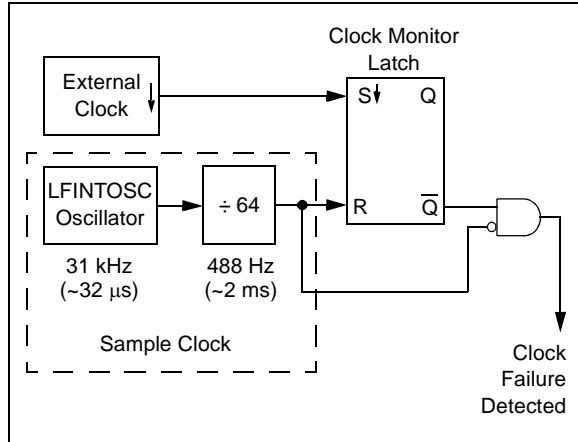 Clock Monitor
Latch
External
Clock
S
Q
LFINTOSC
Oscillator
÷ 64
R
Q̅
31 kHz
(~32 μs)
488 Hz
(~2 ms)
Sample Clock
Clock
Failure
Detected